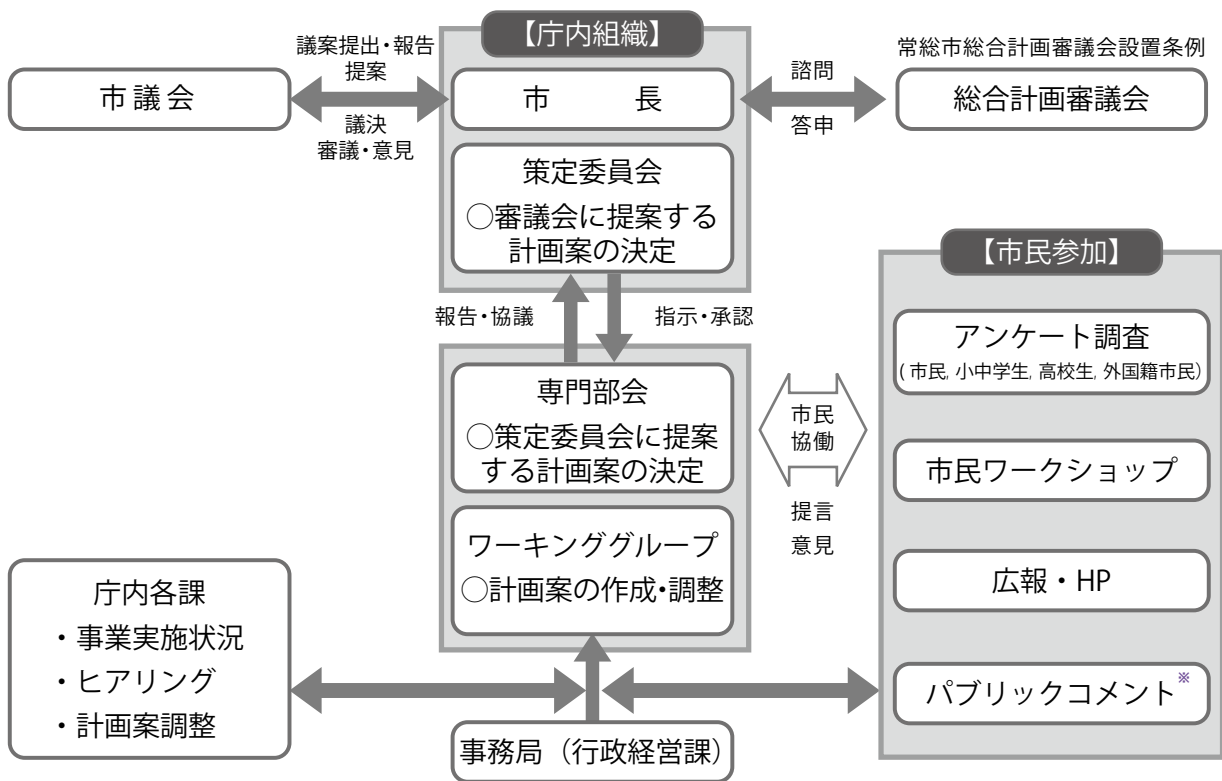 【庁内組織】
議案提出・報告
提案
市議会
議決
審議・意見
市　　長
諮問
答申
常総市総合計画審議会設置条例
総合計画審議会
策定委員会
○審議会に提案する
計画案の決定
報告・協議
指示・承認
専門部会
○策定委員会に提案
する計画案の決定
ワーキンググループ
○計画案の作成・調整
市民
協働
提言
意見
【市民参加】
アンケート調査
(市民, 小中学生, 高校生, 外国籍市民)
市民ワークショップ
広報・HP
パブリックコメント※
庁内各課
・事業実施状況
・ヒアリング
・計画案調整
事務局（行政経営課）